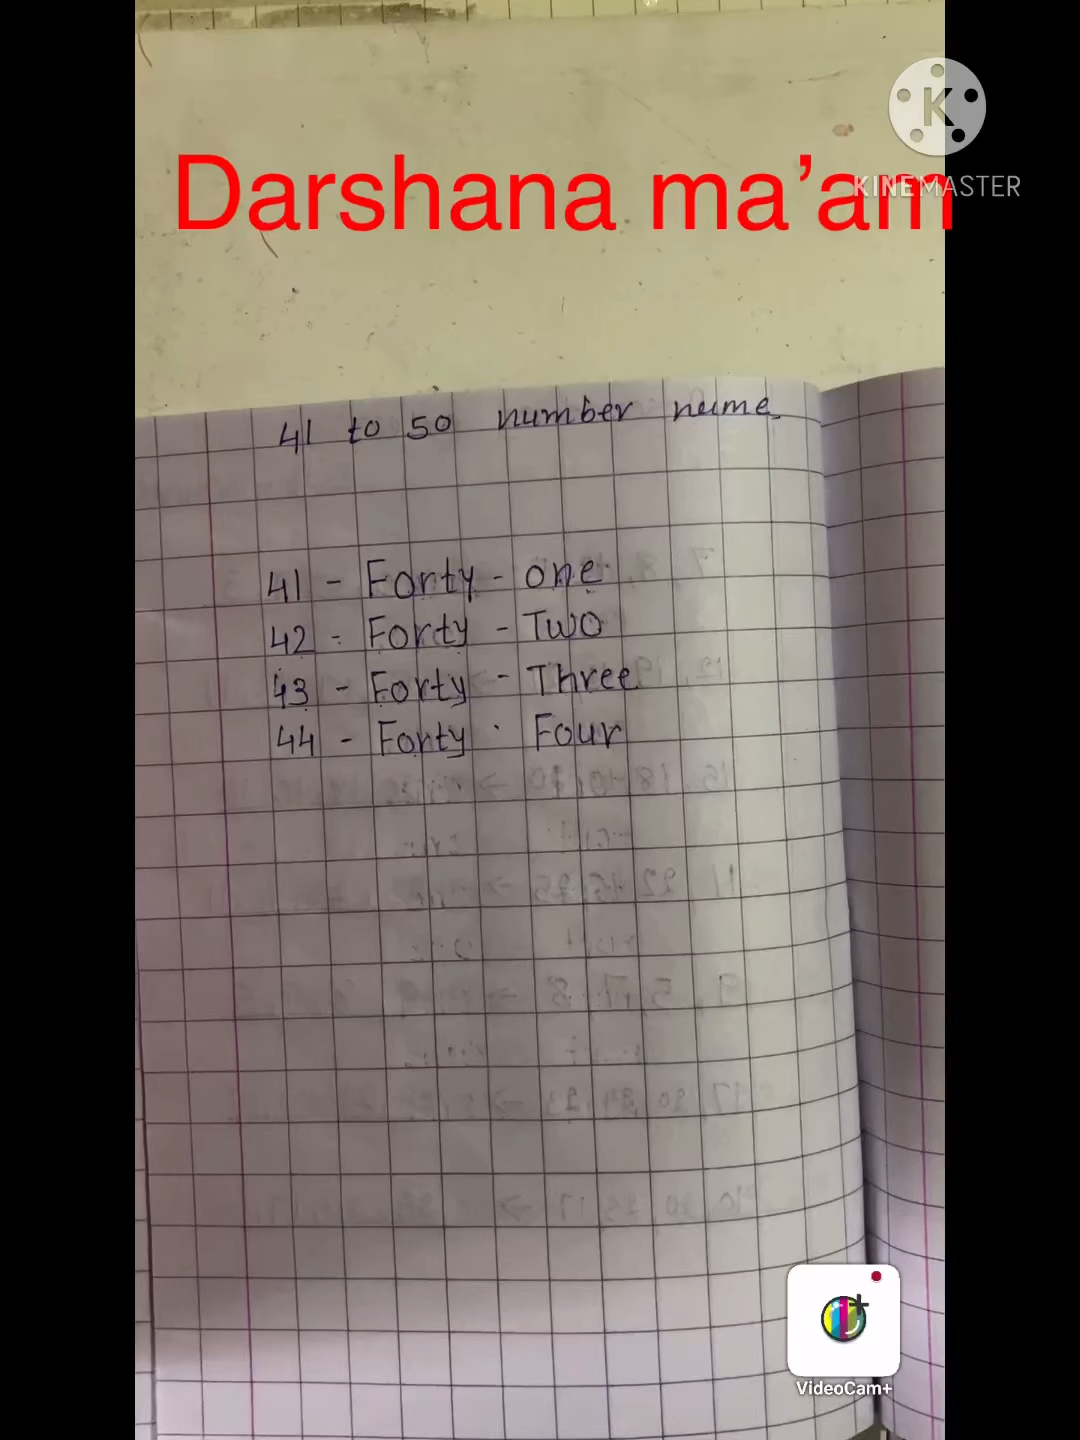 KINEMASTER
Darshana ma’am
41 to 50 number name
41 - Forty - one
42 - Forty - Two
43 - Forty - Three
44 - Forty - Four
VideoCam+